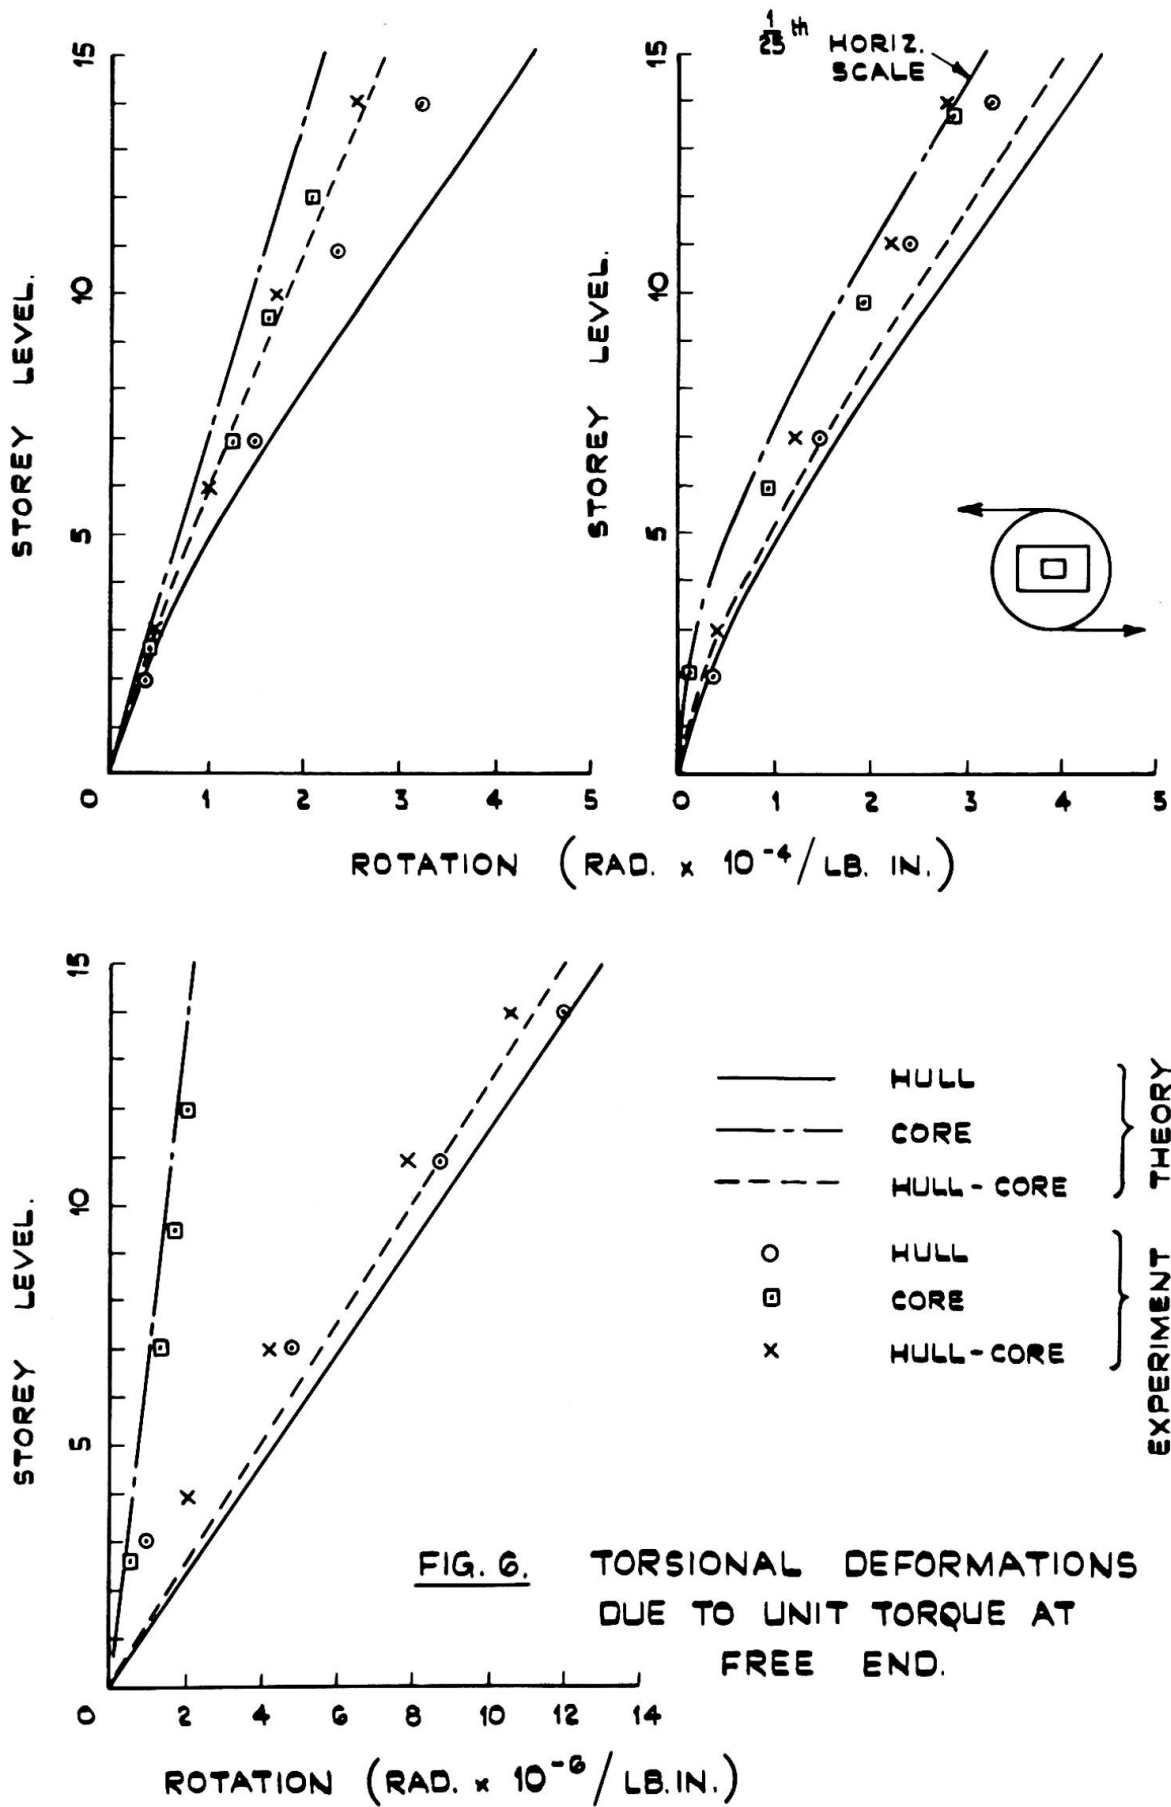 STOREY LEVEL.
15
10
5
0
1
2
3
4
5
STOREY LEVEL.
15
10
5
0
1
2
3
4
5
1/25 th HORIZ.
SCALE
ROTATION (RAD. x 10⁻⁴/LB. IN.)
STOREY LEVEL.
15
10
5
0
2
4
6
8
10
12
14
ROTATION (RAD. x 10⁻⁶/LB.IN.)
HULL
CORE
HULL-CORE
THEORY
HULL
CORE
HULL-CORE
EXPERIMENT
FIG. 6. TORSIONAL DEFORMATIONS
DUE TO UNIT TORQUE AT
FREE END.